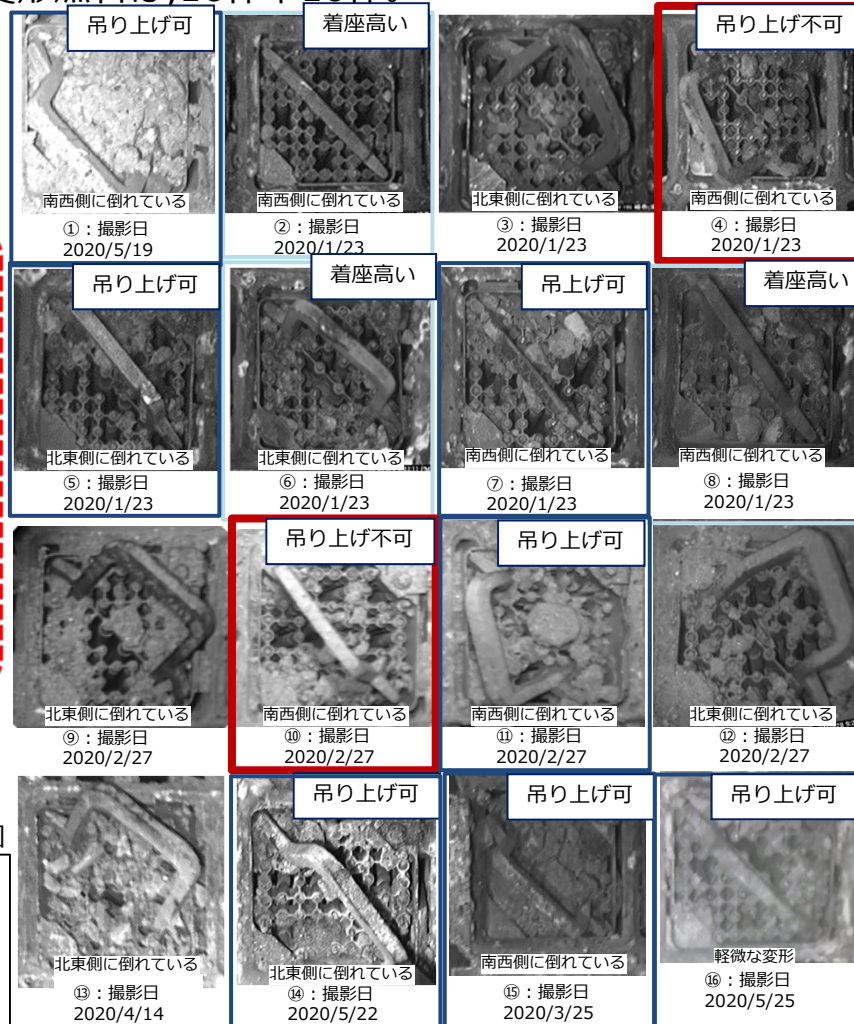 吊り上げ可
着座高い
吊り上げ不可
南西側に倒れている
南西側に倒れている
北東側に倒れている
南西側に倒れている
①：撮影日
2020/5/19
②：撮影日
2020/1/23
③：撮影日
2020/1/23
④：撮影日
2020/1/23
吊り上げ可
着座高い
吊上げ可
着座高い
北東側に倒れている
北東側に倒れている
南西側に倒れている
南西側に倒れている
⑤：撮影日
2020/1/23
⑥：撮影日
2020/1/23
⑦：撮影日
2020/1/23
⑧：撮影日
2020/1/23
吊り上げ不可
吊り上げ可
北東側に倒れている
南西側に倒れている
南西側に倒れている
北東側に倒れている
⑨：撮影日
2020/2/27
⑩：撮影日
2020/2/27
⑪：撮影日
2020/2/27
⑫：撮影日
2020/2/27
吊り上げ可
吊り上げ可
吊り上げ可
北東側に倒れている
北東側に倒れている
南西側に倒れている
軽微な変形
⑬：撮影日
2020/4/14
⑭：撮影日
2020/5/22
⑮：撮影日
2020/3/25
⑯：撮影日
2020/5/25